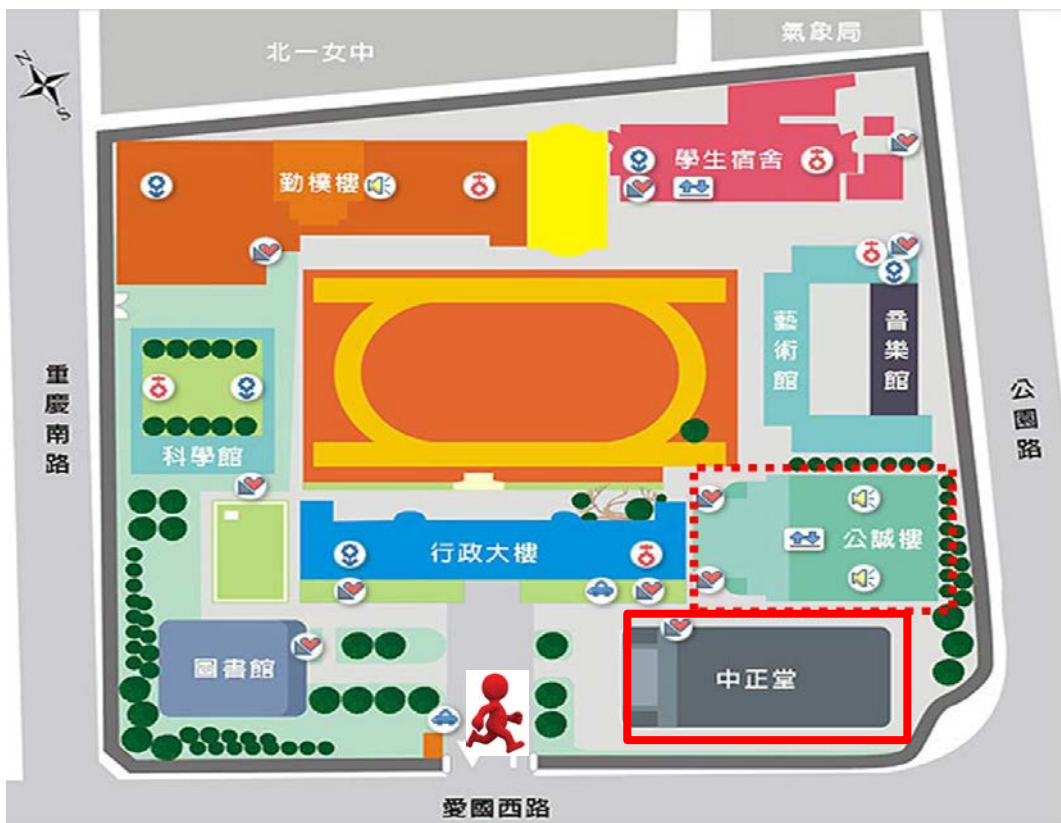 北一女中
氣象局
N
S
勤樸樓
學生宿舍
藝術館
音樂館
重慶南路
公園路
科學館
行政大樓
公誠樓
圖書館
中正堂
愛國西路